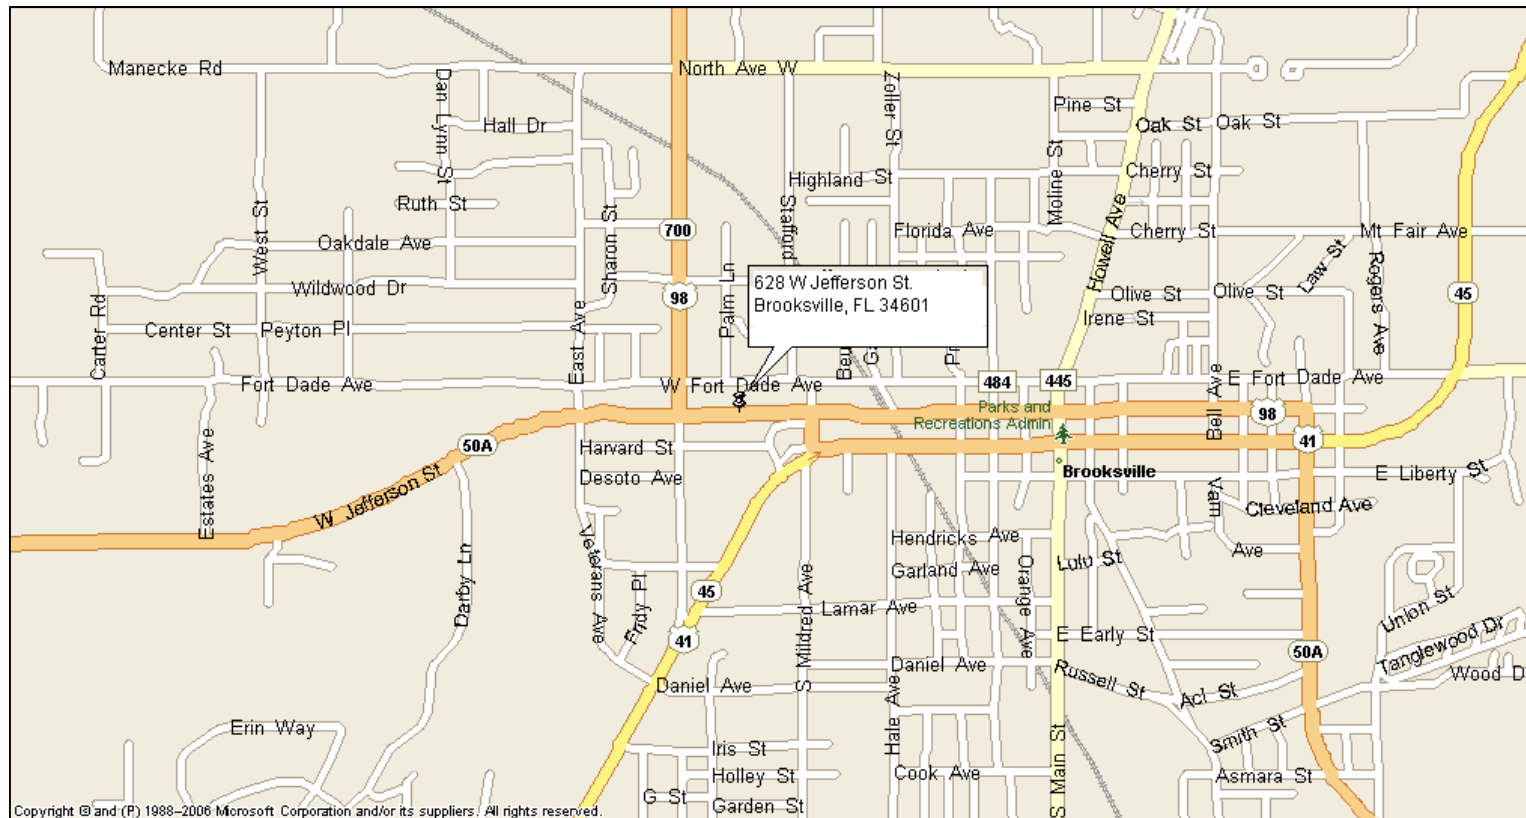 Manecke Rd
North Ave W
Dan Lynn St
Zoller St
Pine St
Hall Dr
Oak St
Oak St
Moline St
Highland St
Cherry St
Ruth St
West St
Sharon St
Stafford
Howell Ave
700
Florida Ave
Cherry St
Mt Fair Ave
Oakdale Ave
Law St
Rogers Ave
Wildwood Dr
98
Palm Ln
628 W Jefferson St.
Brooksville, FL 34601
Olive St
Olive St
45
Carter Rd
Center St
Peyton Pl
East Ave
Irene St
Fort Dade Ave
W Fort Dade Ave
484
445
E Fort Dade Ave
Bell Ave
Parks and
Recreations Admin
98
41
50A
Harvard St
Estates Ave
W Jefferson St
Desoto Ave
Brooksville
E Liberty St
Varn
Cleveland Ave
Ave
Hendricks Ave
Lulu St
Veterans Ave
Darby Ln
Garland Ave
Orange Ave
45
Frdy Pl
S Mildred Ave
Lamar Ave
Union St
41
E Early St
50A
Tanglewood Dr
Daniel Ave
Daniel Ave
Russell St
Acl St
Wood D
Hale Ave
Erin Way
Smith St
Iris St
S Main St
Holley St
Cook Ave
Asmara St
G St
Garden St
Copyright © and (P) 1988–2006 Microsoft Corporation and/or its suppliers. All rights reserved.